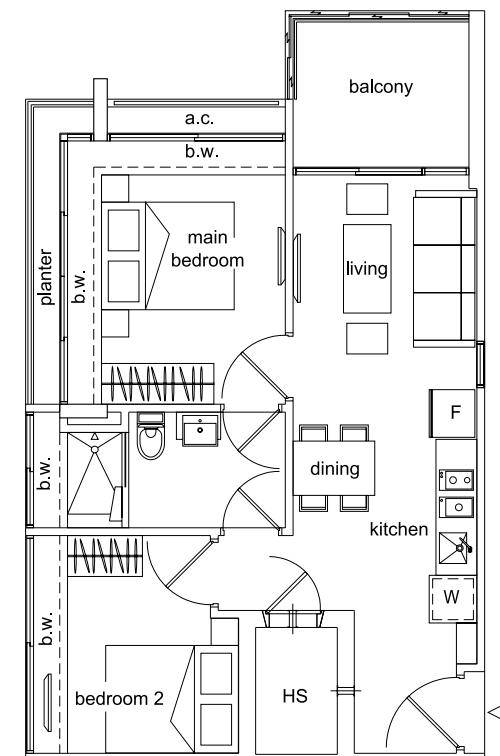 balcony
a.c.
b.w.
main
bedroom
living
planter
b.w.
F
b.w.
dining
kitchen
W
b.w.
bedroom 2
HS